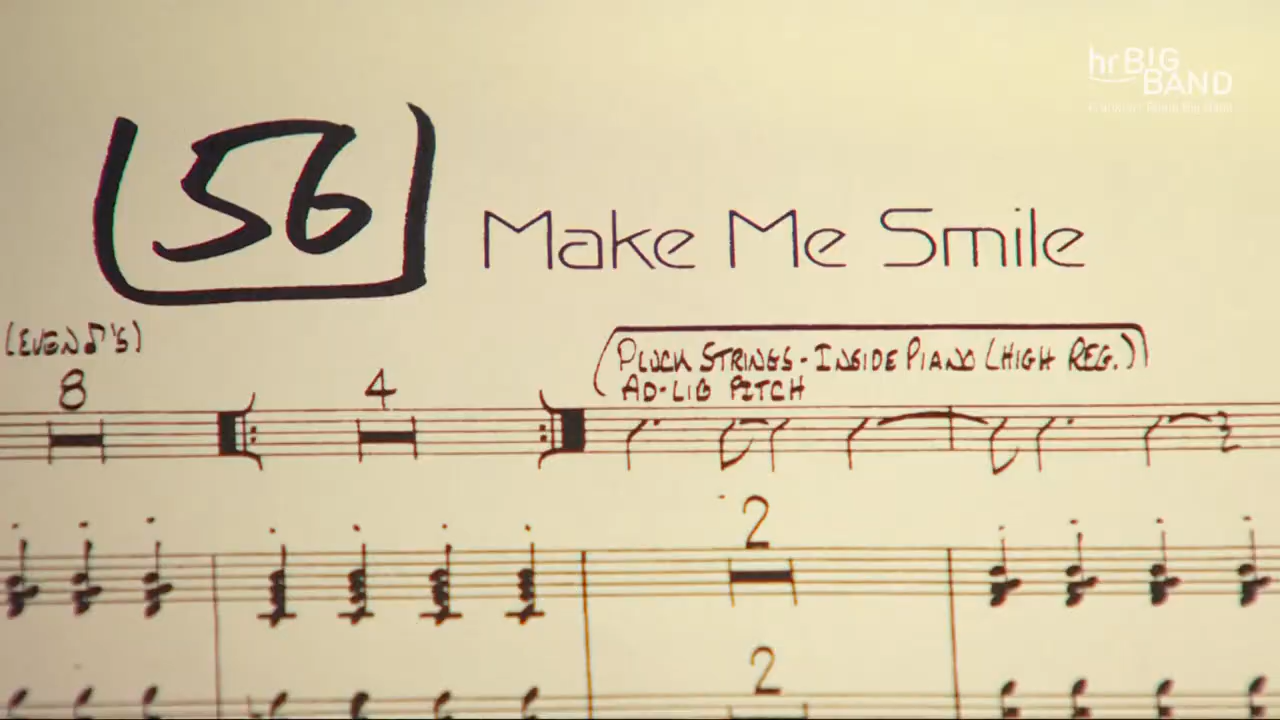 hr BIG
BAND
56
Make Me Smile
(EVEN ♪'S)
8
4
PLUCK STRINGS - INSIDE PIANO (HIGH REG.)
AD-LIB PITCH
2
2